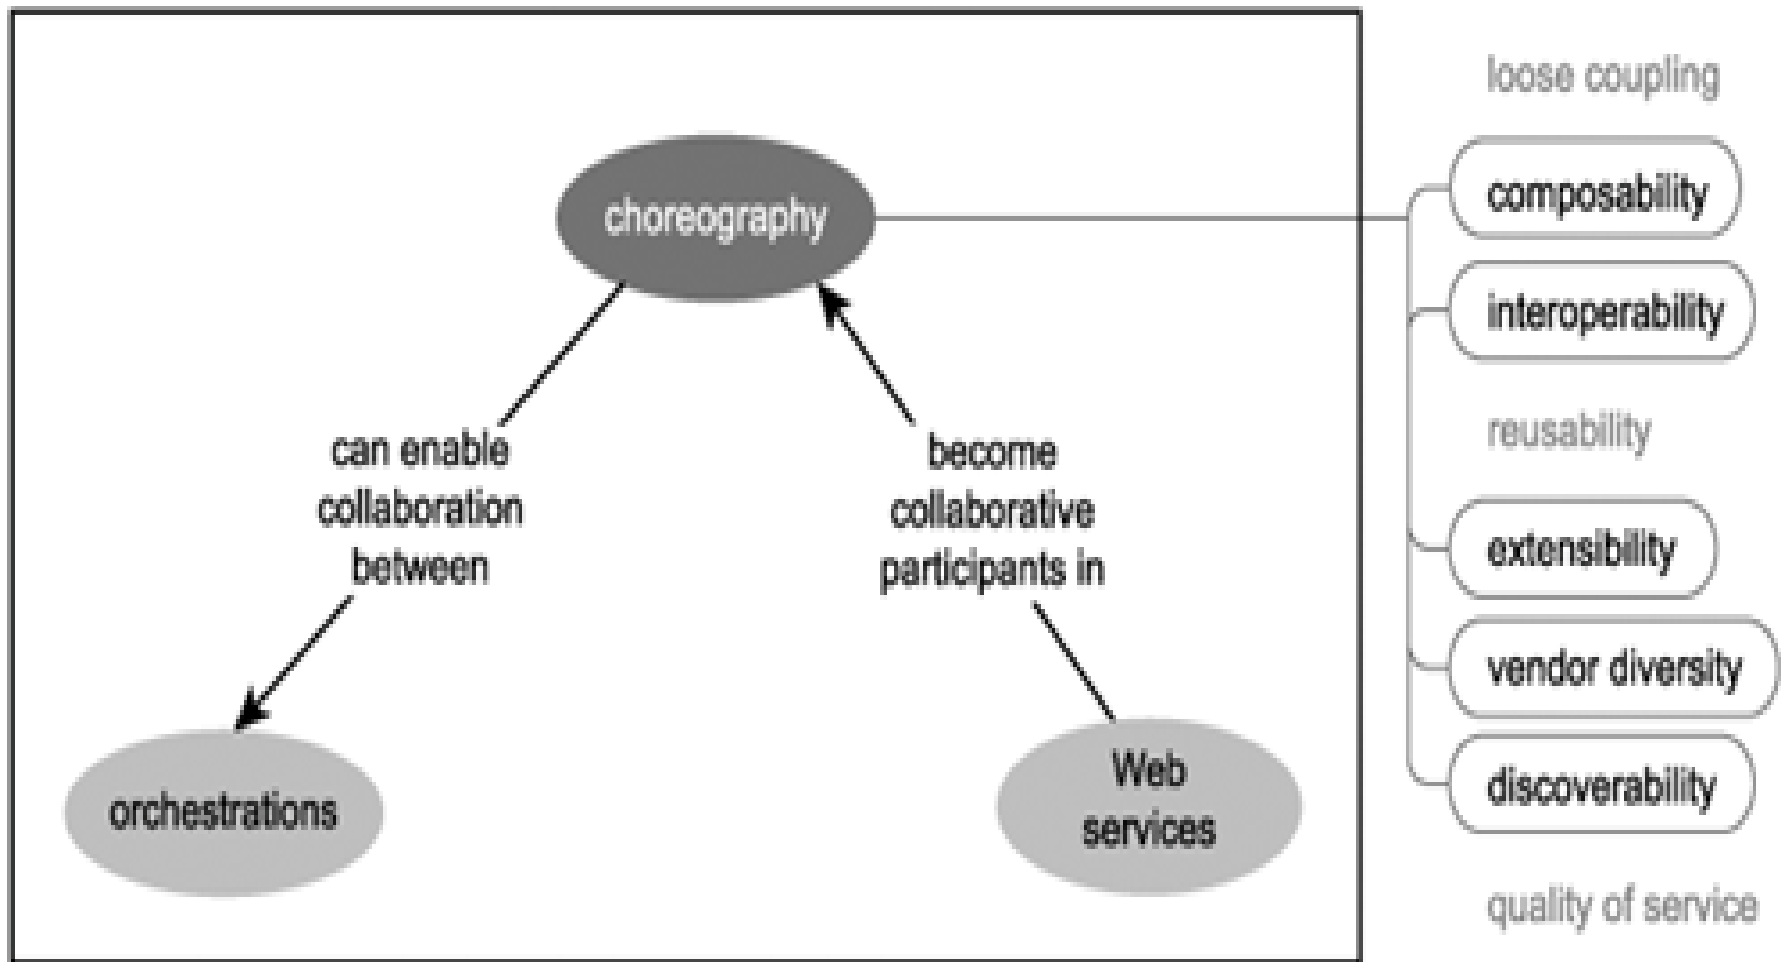 choreography
can enable
collaboration
between
become
collaborative
participants in
orchestrations
Web
services
loose coupling
composability
interoperability
reusability
extensibility
vendor diversity
discoverability
quality of service